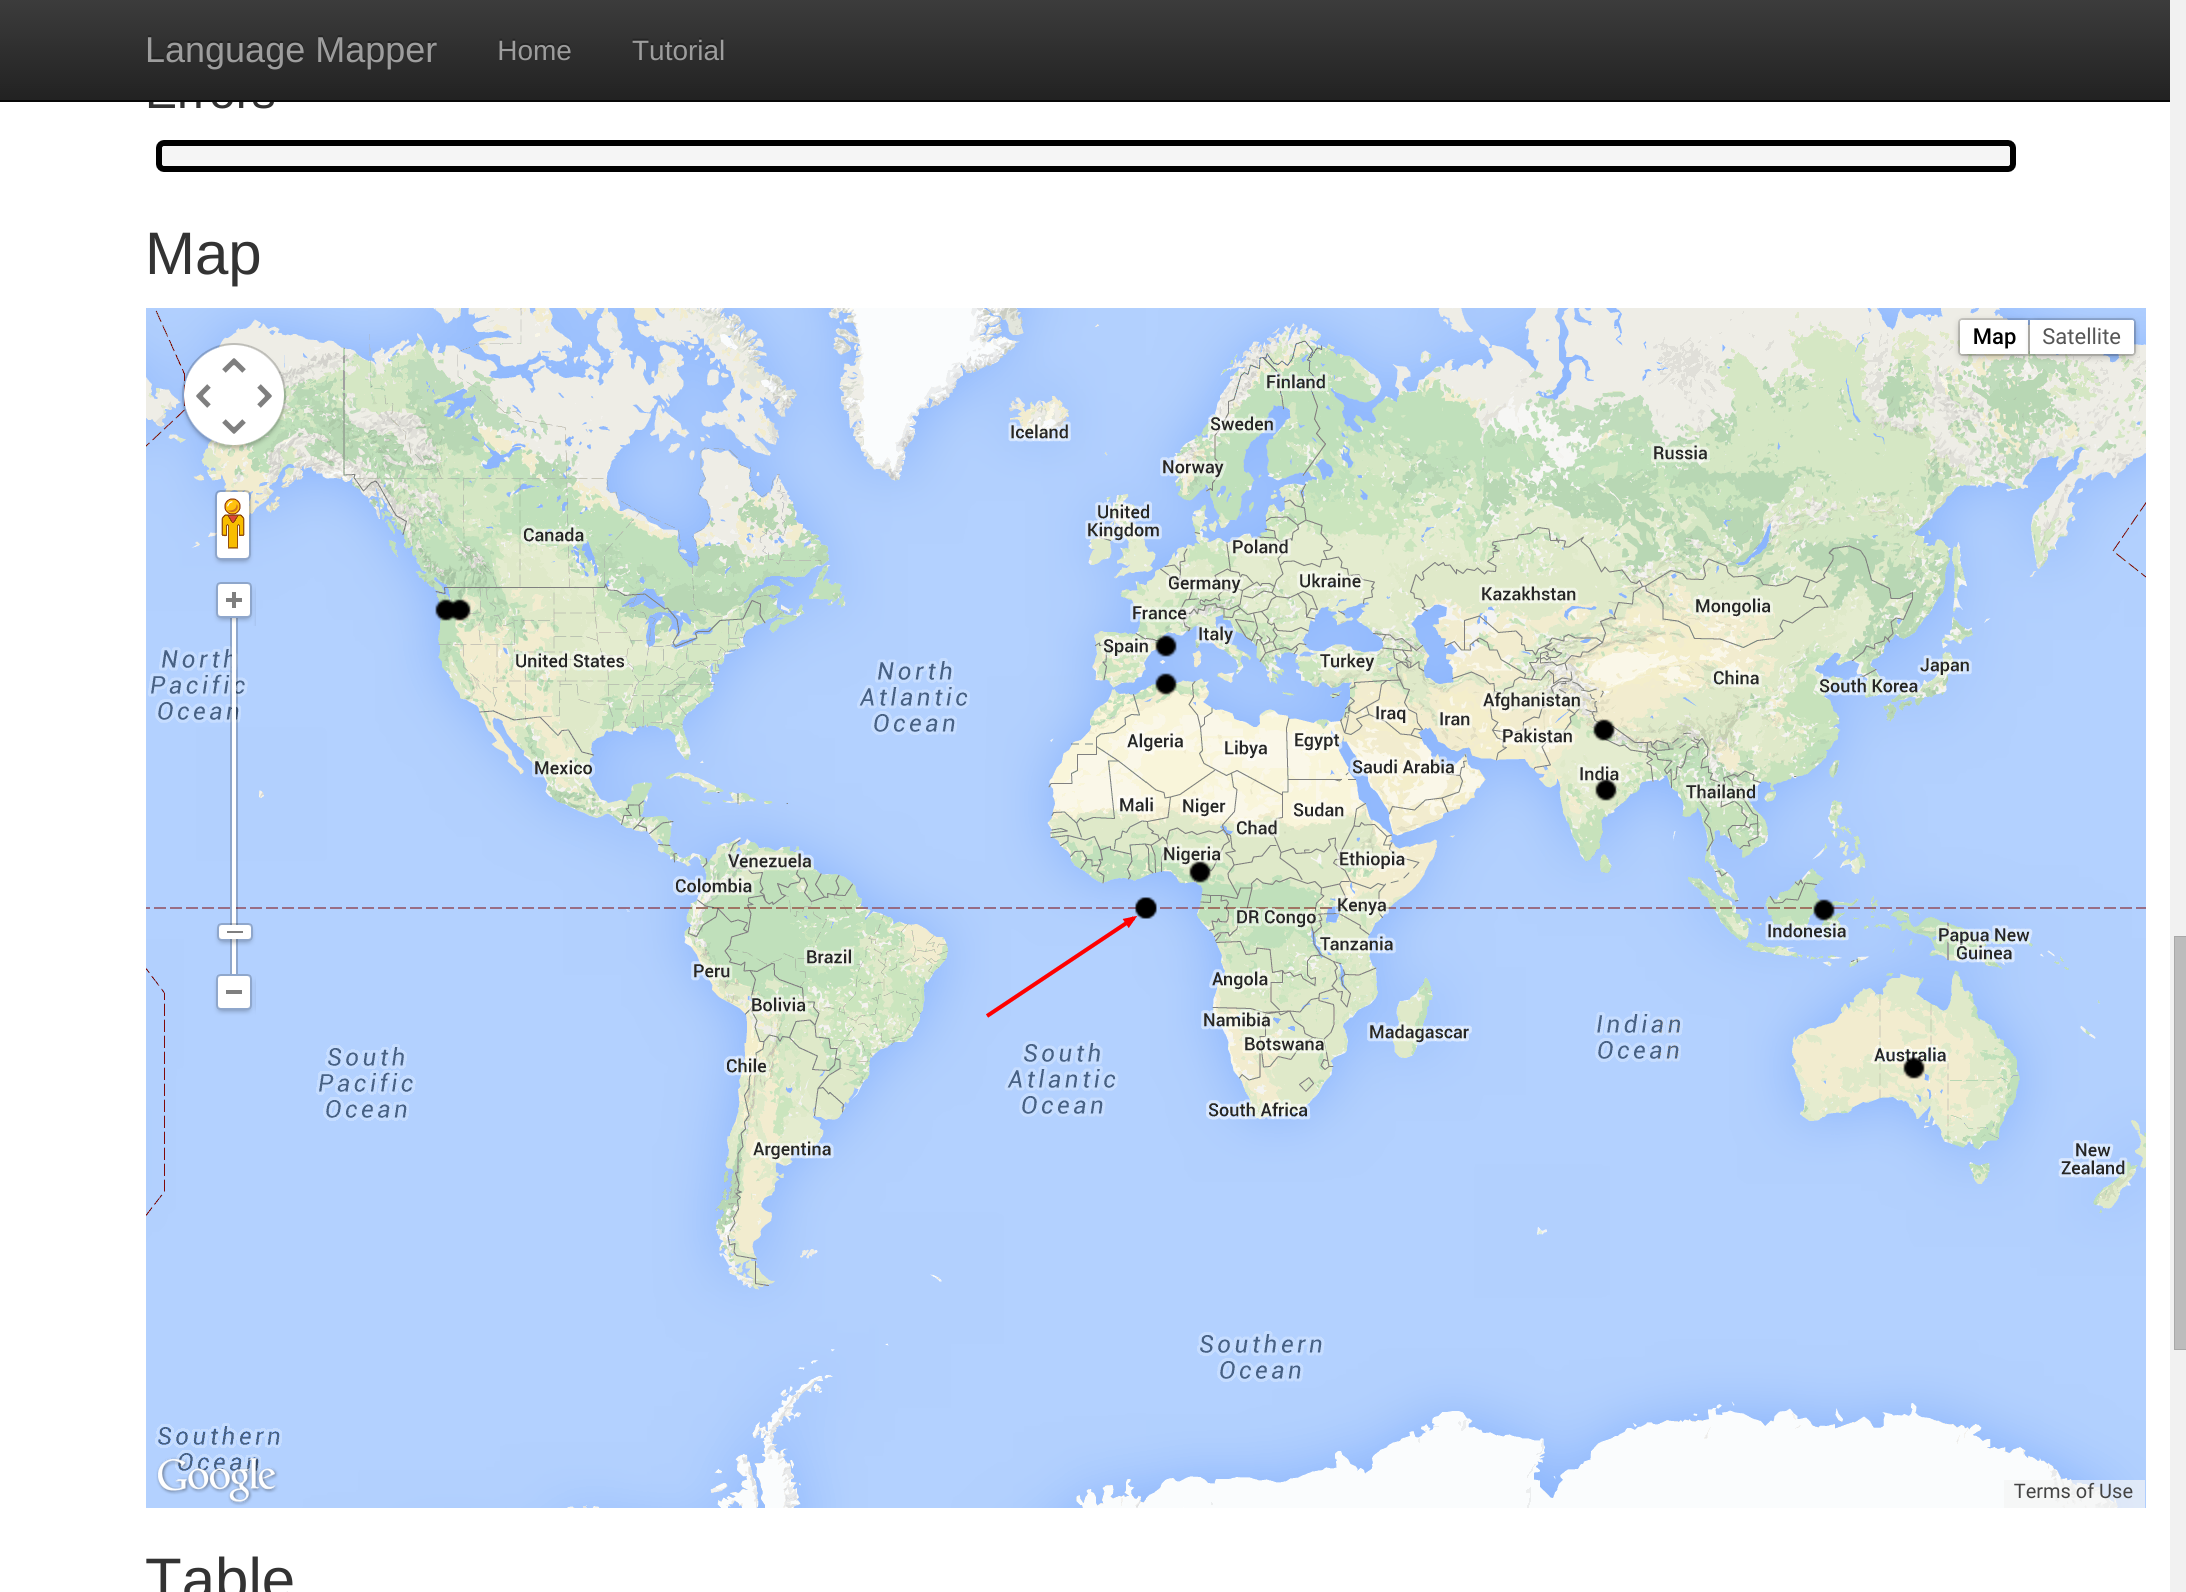 Language Mapper
Home
Tutorial
Errors
Map
Map
Satellite
Finland
Iceland
Sweden
Russia
Norway
United
Kingdom
Canada
Poland
Germany
Ukraine
Kazakhstan
Mongolia
France
Italy
Spain
United States
Turkey
Japan
North
Pacific
Ocean
North
Atlantic
Ocean
China
South Korea
Afghanistan
Iraq
Iran
Pakistan
Algeria
Libya
Egypt
Saudi Arabia
Mexico
India
Thailand
Mali
Niger
Sudan
Chad
Nigeria
Ethiopia
Venezuela
Colombia
Kenya
DR Congo
Indonesia
Papua New
Guinea
Tanzania
Brazil
Peru
Angola
Bolivia
Namibia
Madagascar
Indian
Ocean
Botswana
Australia
Chile
South
Pacific
Ocean
South
Atlantic
Ocean
South Africa
Argentina
New
Zealand
Southern
Ocean
Southern
Ocean
Google
Terms of Use
Table